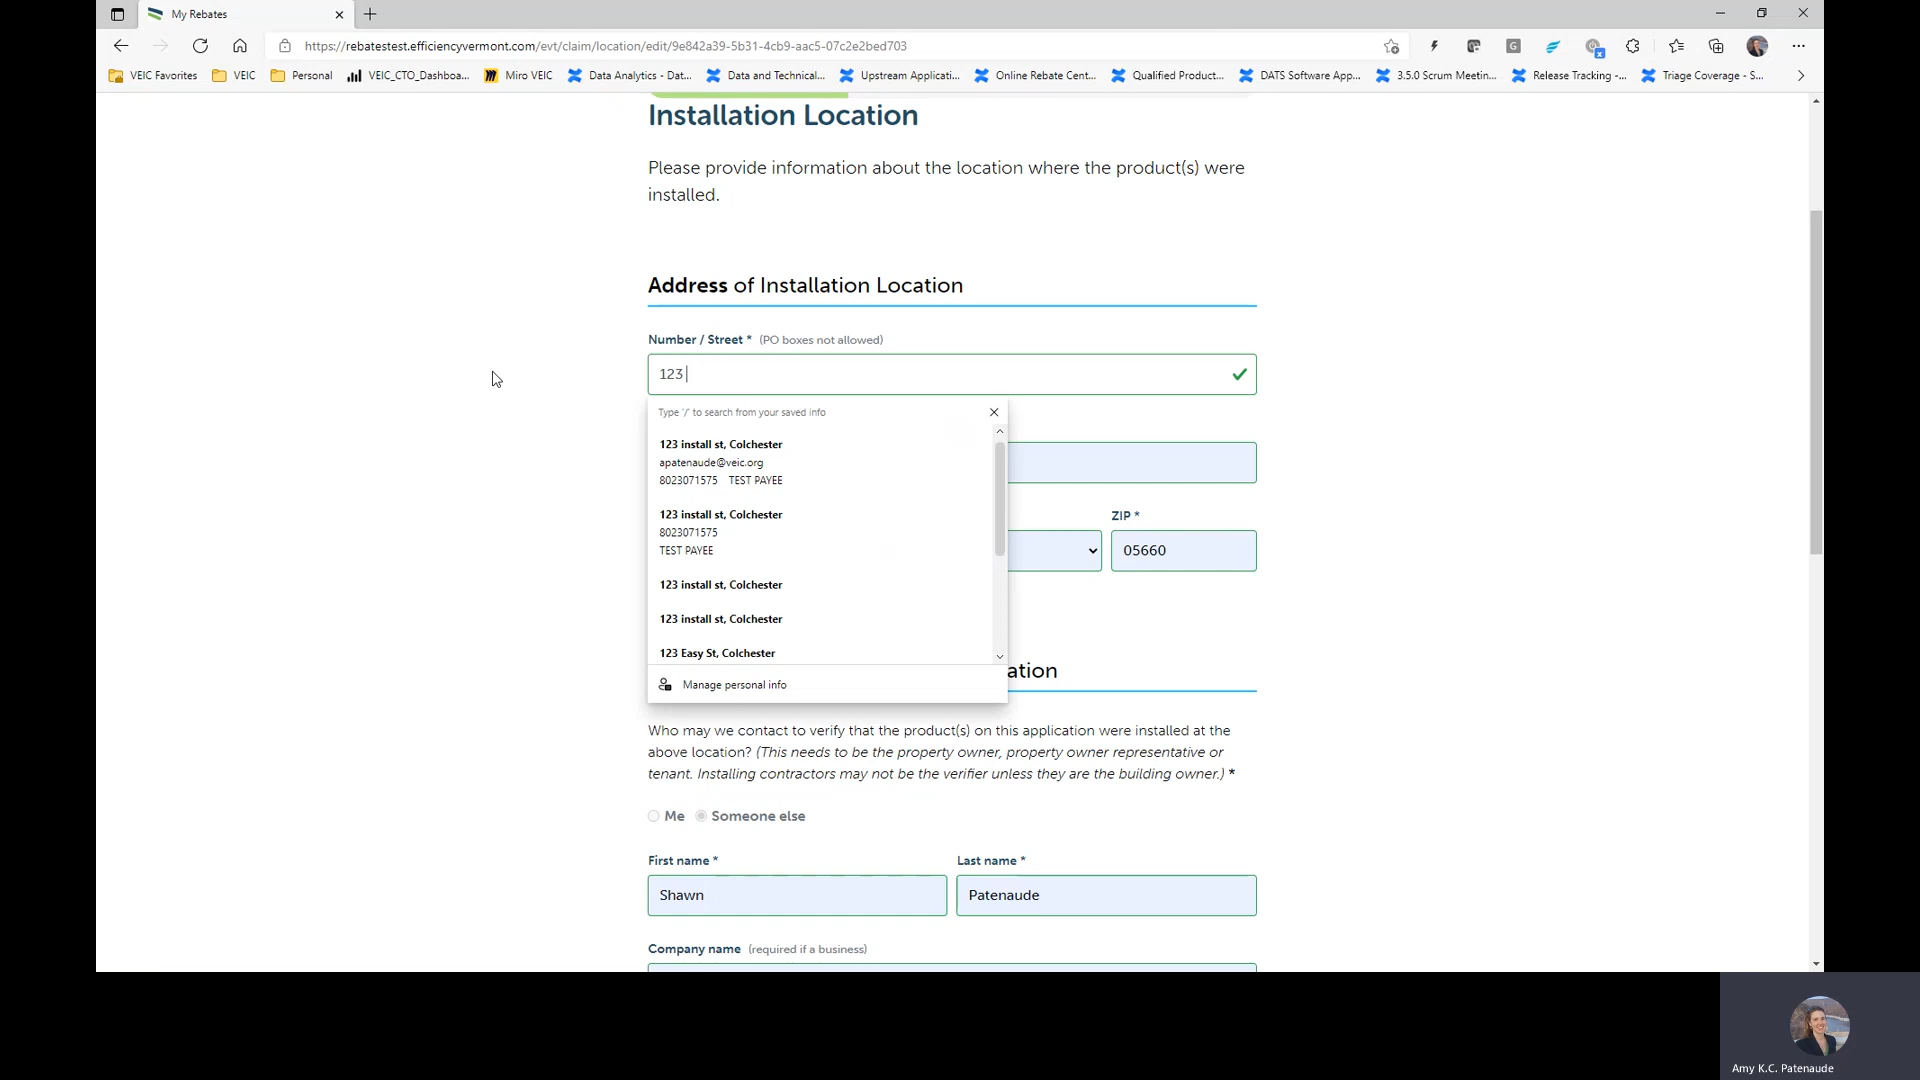 My Rebates
https://rebatestest.efficiencyvermont.com/evt/claim/location/edit/9e842a39-5b31-4cb9-aac5-07c2e2bed703
VEIC Favorites
VEIC
Personal
VEIC_CTO_Dashboa...
Miro VEIC
Data Analytics - Dat...
Data and Technical...
Upstream Applicati...
Online Rebate Cent...
Qualified Product...
DATS Software App...
3.5.0 Scrum Meetin...
Release Tracking -...
Triage Coverage - S...
Installation Location
Please provide information about the location where the product(s) were
installed.
Address of Installation Location
Number / Street * (PO boxes not allowed)
123
Type '/' to search from your saved info
123 install st, Colchester
apatenaude@veic.org
8023071575 TEST PAYEE
123 install st, Colchester
8023071575
TEST PAYEE
ZIP *
05660
123 install st, Colchester
123 install st, Colchester
123 Easy St, Colchester
Manage personal info
ation
Who may we contact to verify that the product(s) on this application were installed at the
above location? (This needs to be the property owner, property owner representative or
tenant. Installing contractors may not be the verifier unless they are the building owner.) *
Me
Someone else
First name *
Last name *
Shawn
Patenaude
Company name (required if a business)
Amy K.C. Patenaude